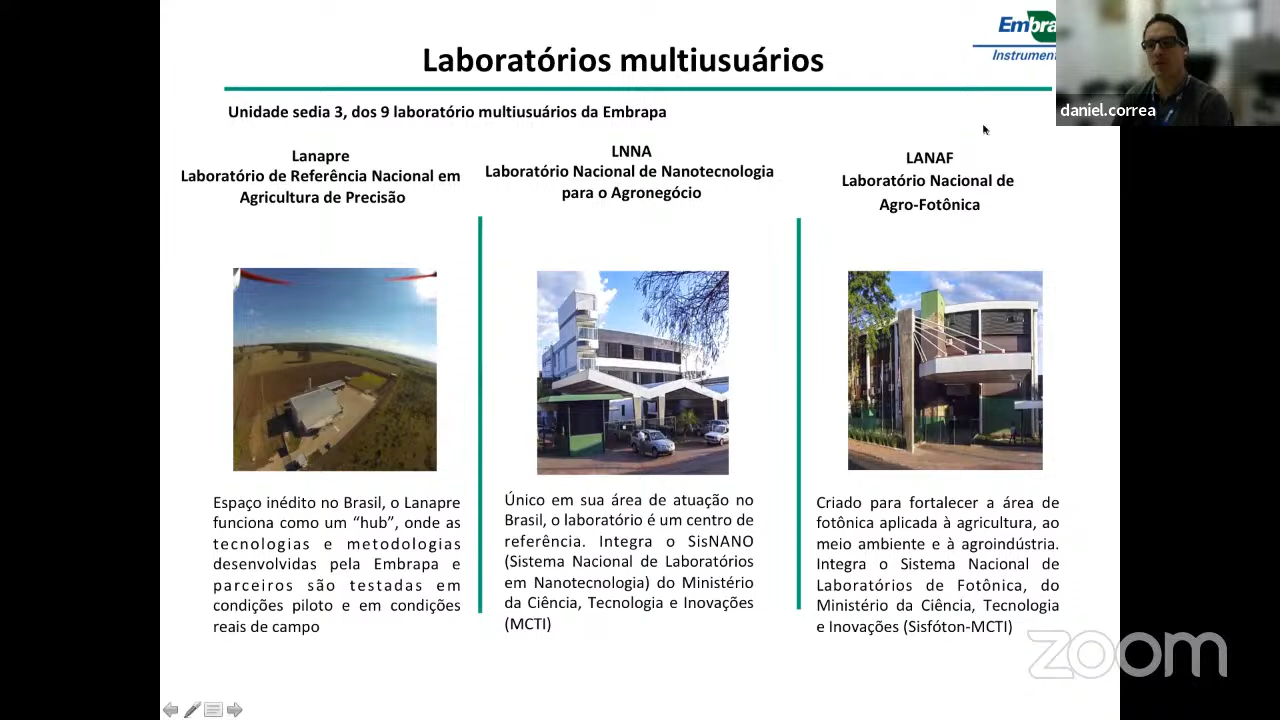 Laboratórios multiusuários
Embra
Instrument
daniel.correa
Unidade sedia 3, dos 9 laboratório multiusuários da Embrapa
Lanapre
Laboratório de Referência Nacional em
Agricultura de Precisão
LNNA
Laboratório Nacional de Nanotecnologia
para o Agronegócio
LANAF
Laboratório Nacional de
Agro-Fotônica
Espaço inédito no Brasil, o Lanapre
funciona como um “hub”, onde as
tecnologias e metodologias
desenvolvidas pela Embrapa e
parceiros são testadas em
condições piloto e em condições
reais de campo
Único em sua área de atuação no
Brasil, o laboratório é um centro de
referência. Integra o SisNANO
(Sistema Nacional de Laboratórios
em Nanotecnologia) do Ministério
da Ciência, Tecnologia e Inovações
(MCTI)
Criado para fortalecer a área de
fotônica aplicada à agricultura, ao
meio ambiente e à agroindústria.
Integra o Sistema Nacional de
Laboratórios de Fotônica, do
Ministério da Ciência, Tecnologia
e Inovações (Sisfóton-MCTI)
zoom